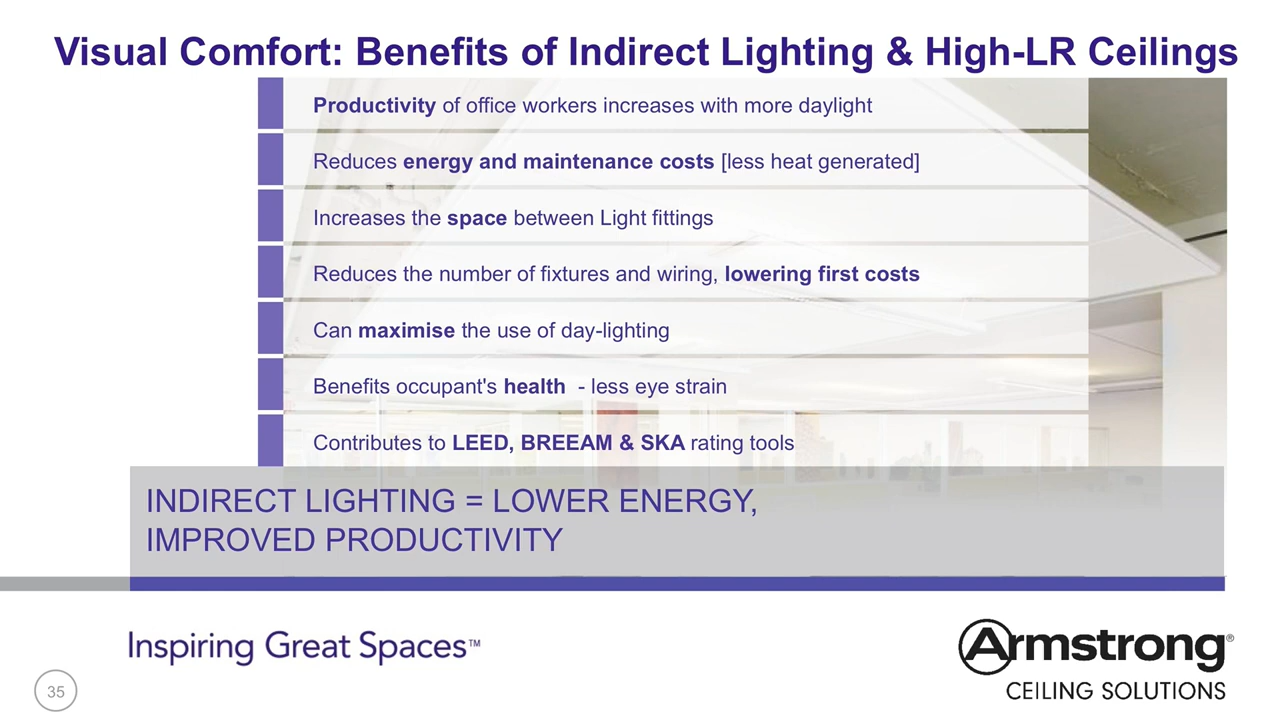 Visual Comfort: Benefits of Indirect Lighting & High-LR Ceilings
Productivity of office workers increases with more daylight
Reduces energy and maintenance costs [less heat generated]
Increases the space between Light fittings
Reduces the number of fixtures and wiring, lowering first costs
Can maximise the use of day-lighting
Benefits occupant's health  - less eye strain
Contributes to LEED, BREEAM & SKA rating tools
INDIRECT LIGHTING = LOWER ENERGY,
IMPROVED PRODUCTIVITY
Inspiring Great Spaces™
Armstrong®
CEILING SOLUTIONS
35